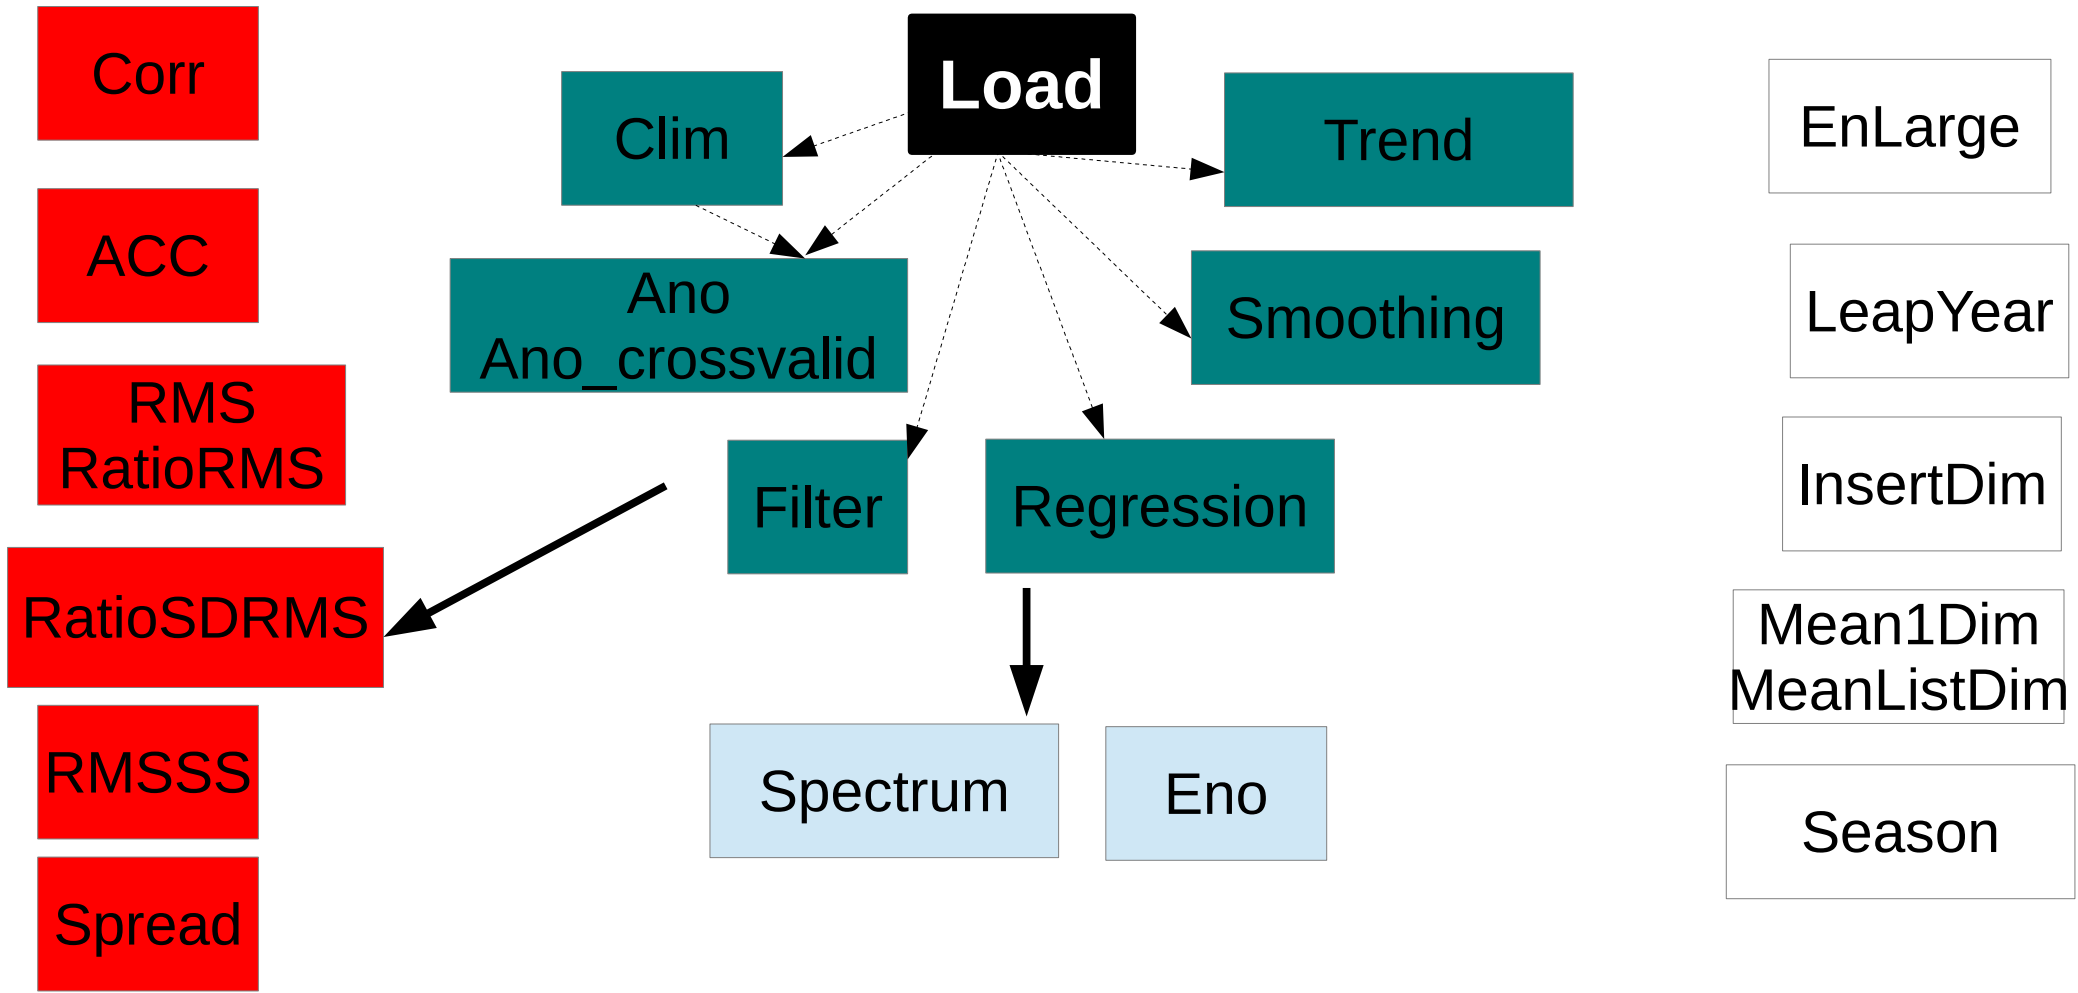 Corr
ACC
RMS
RatioRMS
RatioSDRMS
RMSSS
Spread
Load
Clim
Trend
Ano
Ano_crossvalid
Smoothing
Filter
Regression
Spectrum
Eno
EnLarge
LeapYear
InsertDim
Mean1Dim
MeanListDim
Season